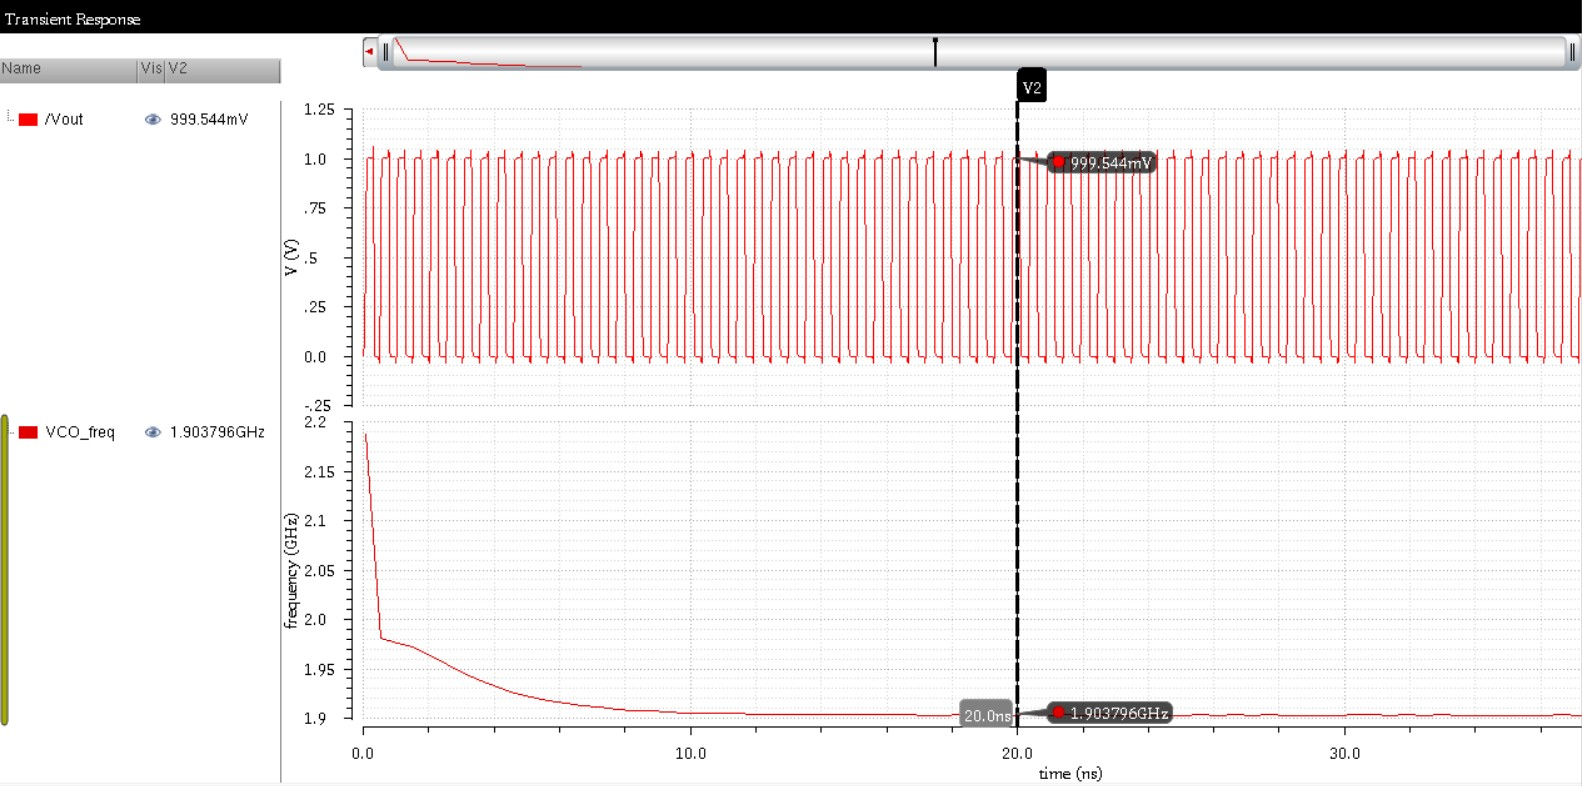 Transient Response
Name Vis V2
/Vout 999.544mV
VCO_freq 1.903796GHz
V2
1.25
1.0
.75
.5
.25
0.0
-.25
V (V)
999.544mV
2.2
2.15
2.1
2.05
2.0
1.95
1.9
frequency (GHz)
20.0ns
1.903796GHz
0.0 10.0 20.0 30.0
time (ns)